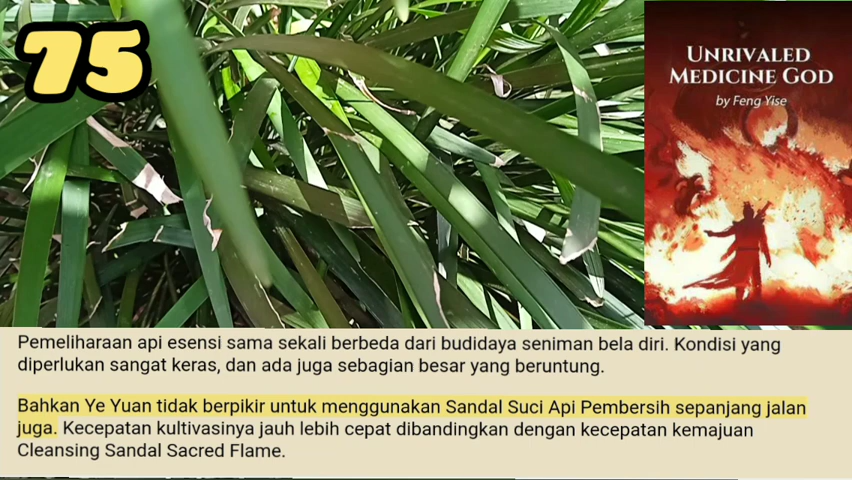 75
UNRIVALED
MEDICINE GOD
by Feng Yise
Pemeliharaan api esensi sama sekali berbeda dari budidaya seniman bela diri. Kondisi yang
diperlukan sangat keras, dan ada juga sebagian besar yang beruntung.
Bahkan Ye Yuan tidak berpikir untuk menggunakan Sandal Suci Api Pembersih sepanjang jalan
juga. Kecepatan kultivasinya jauh lebih cepat dibandingkan dengan kecepatan kemajuan
Cleansing Sandal Sacred Flame.